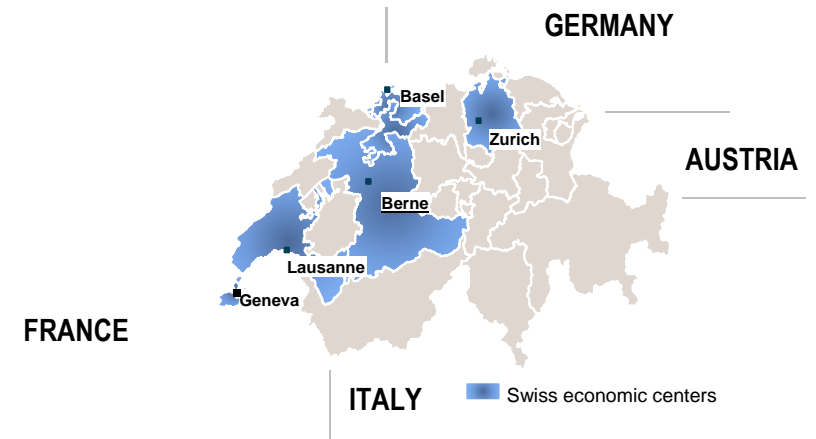 GERMANY
Basel
Zurich
AUSTRIA
Berne
Lausanne
Geneva
FRANCE
ITALY
Swiss economic centers